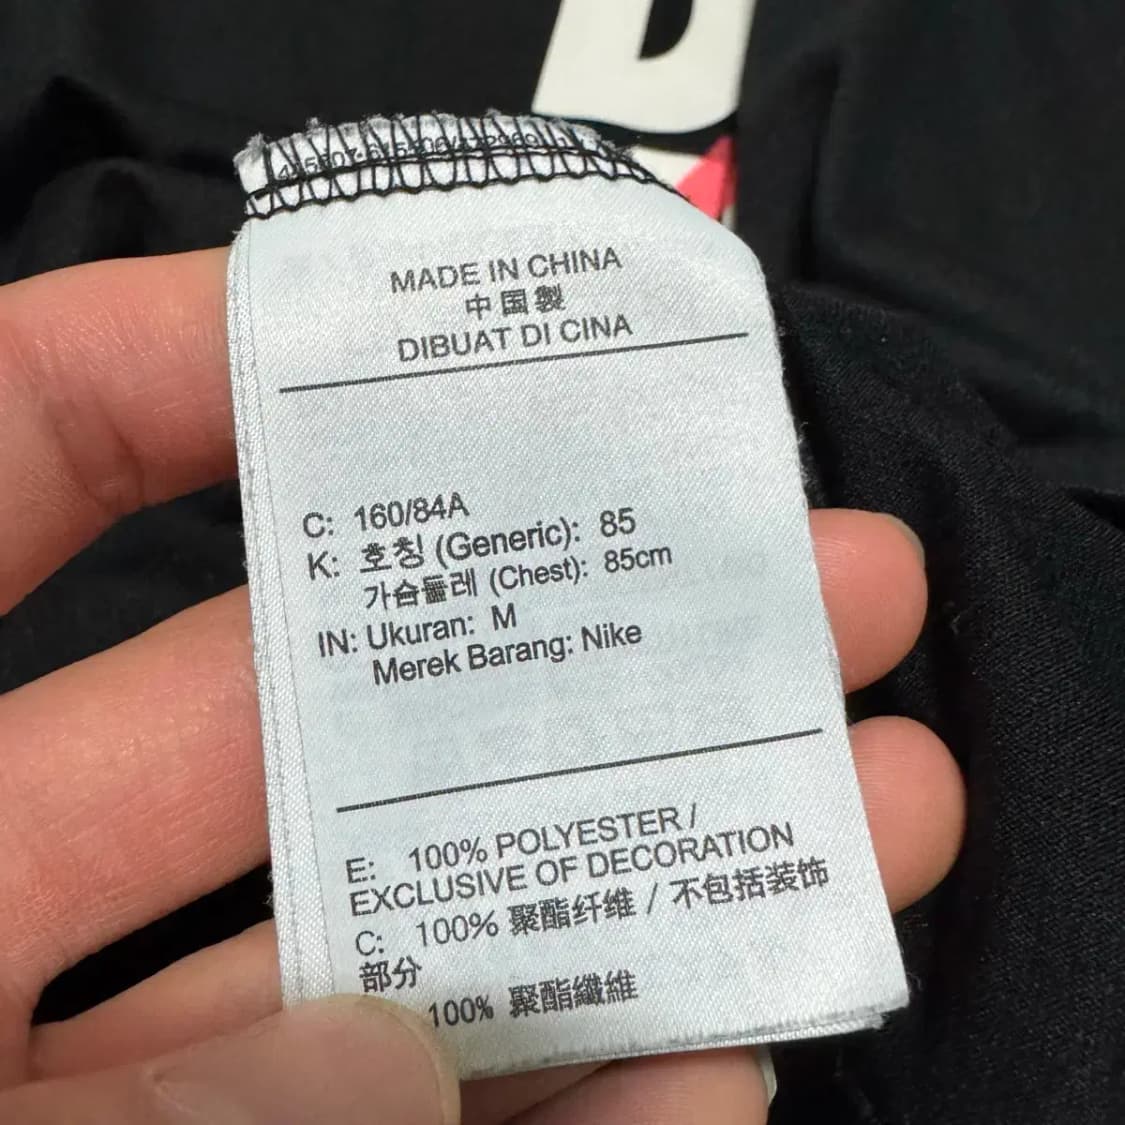 MADE IN CHINA
中国製
DIBUAT DI CINA
C: 160/84A
K: 호칭 (Generic): 85
가슴둘레 (Chest): 85cm
IN: Ukuran: M
Merek Barang: Nike
E: 100% POLYESTER /
EXCLUSIVE OF DECORATION
C: 100% 聚酯纤维 / 不包括装饰
部分
100% 聚酯纖維